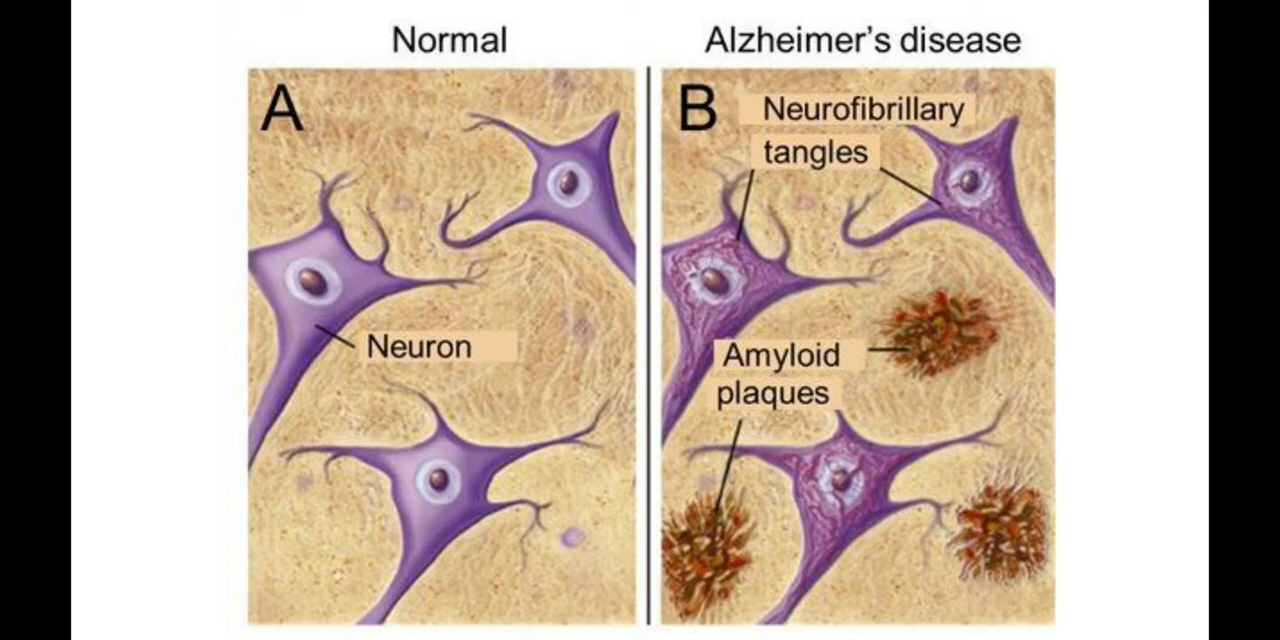 Normal
Alzheimer’s disease
A
Neuron
B
Neurofibrillary
tangles
Amyloid
plaques